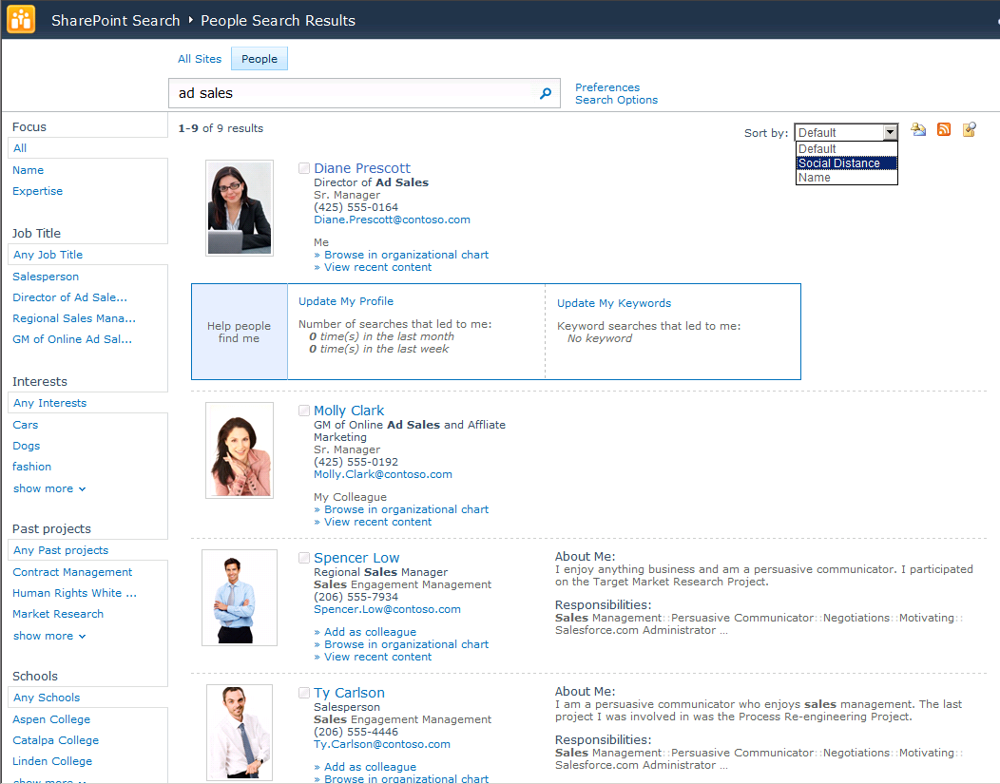 SharePoint Search ‣ People Search Results
All Sites People
ad sales
Preferences
Search Options
Focus
All
Name
Expertise
Job Title
Any Job Title
Salesperson
Director of Ad Sale...
Regional Sales Mana...
GM of Online Ad Sal...
Interests
Any Interests
Cars
Dogs
fashion
show more
Past projects
Any Past projects
Contract Management
Human Rights White ...
Market Research
show more
Schools
Any Schools
Aspen College
Catalpa College
Linden College
show more
1-9 of 9 results
Sort by: Default
Default
Social Distance
Name
Diane Prescott
Director of Ad Sales
Sr. Manager
(425) 555-0164
Diane.Prescott@contoso.com
Me
» Browse in organizational chart
» View recent content
Help people
find me
Update My Profile
Number of searches that led to me:
0 time(s) in the last month
0 time(s) in the last week
Update My Keywords
Keyword searches that led to me:
No keyword
Molly Clark
GM of Online Ad Sales and Affliate
Marketing
Sr. Manager
(425) 555-0192
Molly.Clark@contoso.com
My Colleague
» Browse in organizational chart
» View recent content
Spencer Low
Regional Sales Manager
Sales Engagement Management
(206) 555-7934
Spencer.Low@contoso.com
» Add as colleague
» Browse in organizational chart
» View recent content
About Me:
I enjoy anything business and am a persuasive communicator. I participated
on the Target Market Research Project.
Responsibilities:
Sales Management::Persuasive Communicator::Negotiations::Motivating::
Salesforce.com Administrator ...
Ty Carlson
Salesperson
Sales Engagement Management
(206) 555-4446
Ty.Carlson@contoso.com
» Add as colleague
» Browse in organizational chart
About Me:
I am a persuasive communicator who enjoys sales management. The last
project I was involved in was the Process Re-engineering Project.
Responsibilities:
Sales Management::Persuasive Communicator::Negotiations::Motivating::
Salesforce.com Administrator ...